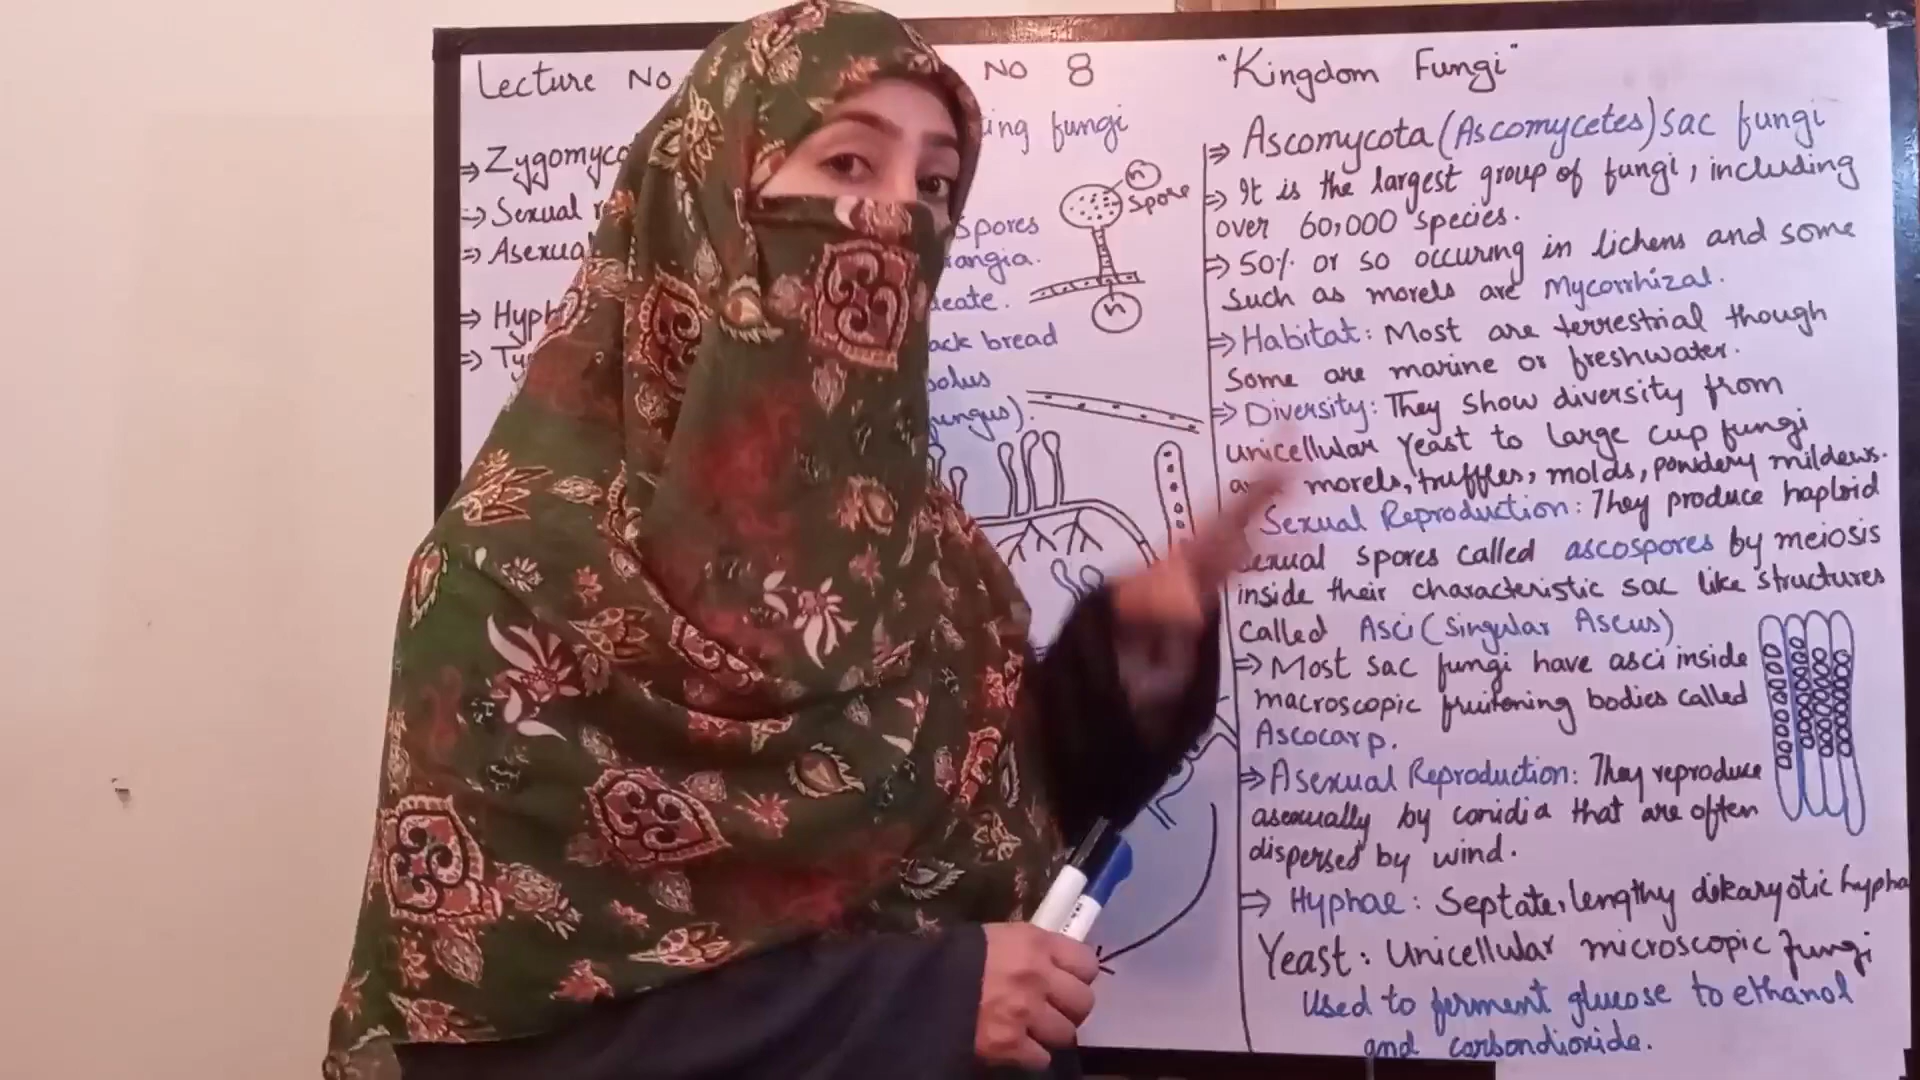 Lecture No
No 8
"Kingdom Fungi"
ing fungi
⇒ Zygomyco
⇒ Sexual
⇒ Asexual
Spores
angia.
eate.
⇒ Hyph
ack bread
⇒ Ty
olus
fungus).
n
Spore
n
⇒ Ascomycota (Ascomycetes) sac fungi
⇒ It is the largest group of fungi, including
over 60,000 species.
⇒ 50% or so occuring in lichens and some
Such as morels are Mycorrhizal.
⇒ Habitat: Most are terrestrial though
Some are marine or freshwater.
⇒ Diversity: They show diversity from
unicellular yeast to large cup fungi
morels, truffles, molds, powdery mildews.
Sexual Reproduction: They produce haploid
sexual spores called ascospores by meiosis
inside their characteristic sac like structures
called Asci (Singular Ascus)
⇒ Most sac fungi have asci inside
macroscopic fruitening bodies called
Ascocarp.
⇒ Asexual Reproduction: They reproduce
asexually by conidia that are often
dispersed by wind.
⇒ Hyphae: Septate, lengthy dikaryotic hypha
Yeast: Unicellular microscopic fungi
Used to ferment glucose to ethanol
and carbondioxide.